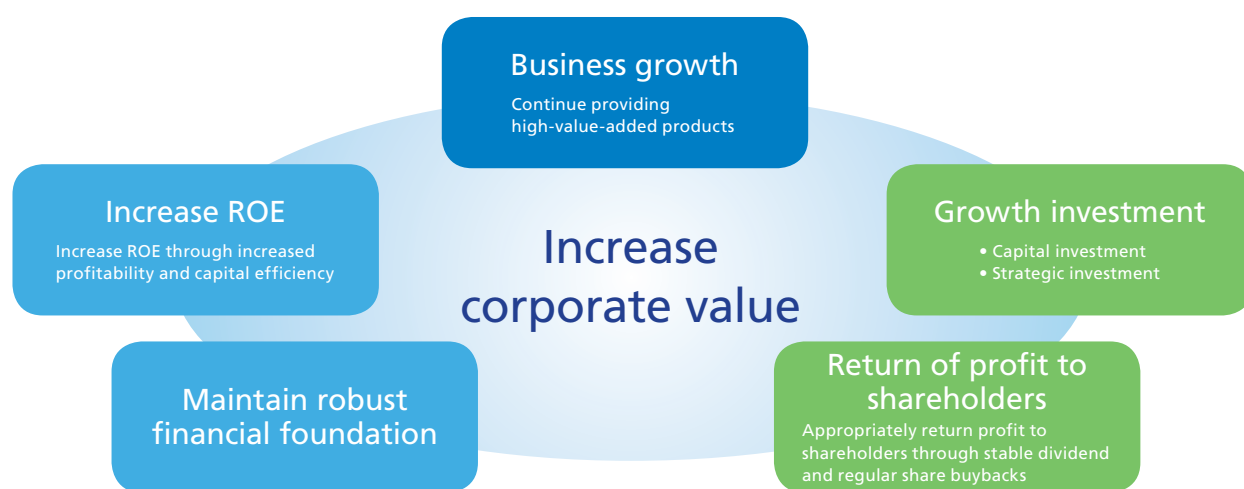 Business growth
Continue providing
high-value-added products
Increase ROE
Increase ROE through increased
profitability and capital efficiency
Growth investment
• Capital investment
• Strategic investment
Increase
corporate value
Maintain robust
financial foundation
Return of profit to
shareholders
Appropriately return profit to
shareholders through stable dividend
and regular share buybacks